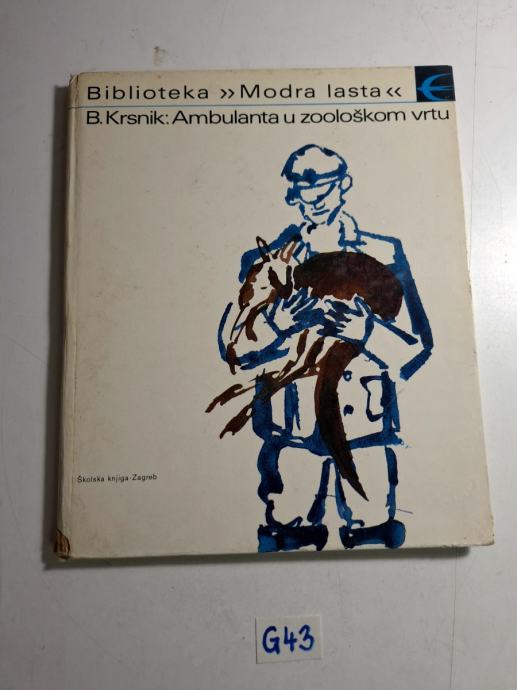 Biblioteka »Modra lasta«
B. Krsnik: Ambulanta u zoološkom vrtu
Školska knjiga·Zagreb
G43